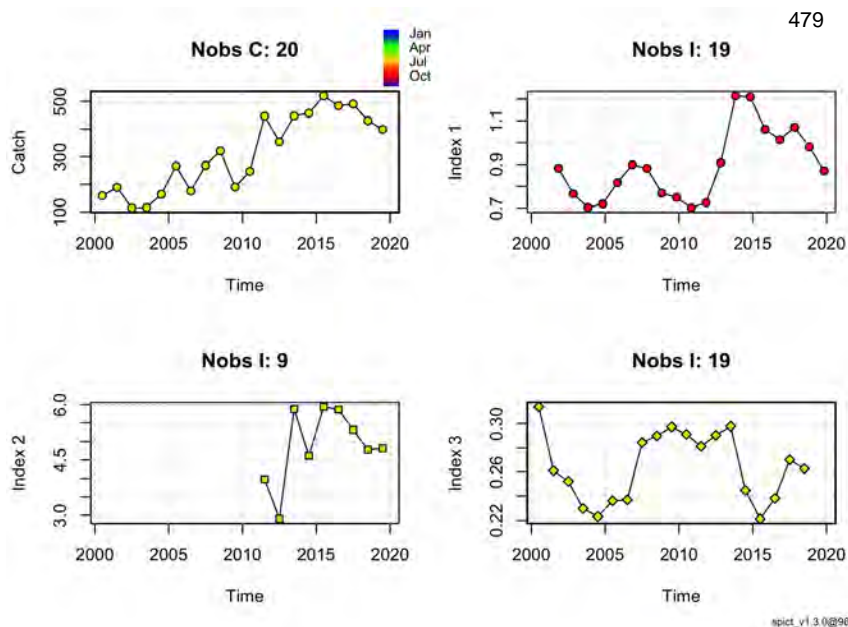 479
Nobs C: 20
Jan
Apr
Jul
Oct
Catch
100 300 500
2000 2005 2010 2015 2020
Time
Nobs I: 19
Index 1
0.7 0.9 1.1
2000 2005 2010 2015 2020
Time
Nobs I: 9
Index 2
3.0 4.5 6.0
2000 2005 2010 2015 2020
Time
Nobs I: 19
Index 3
0.22 0.26 0.30
2000 2005 2010 2015 2020
Time